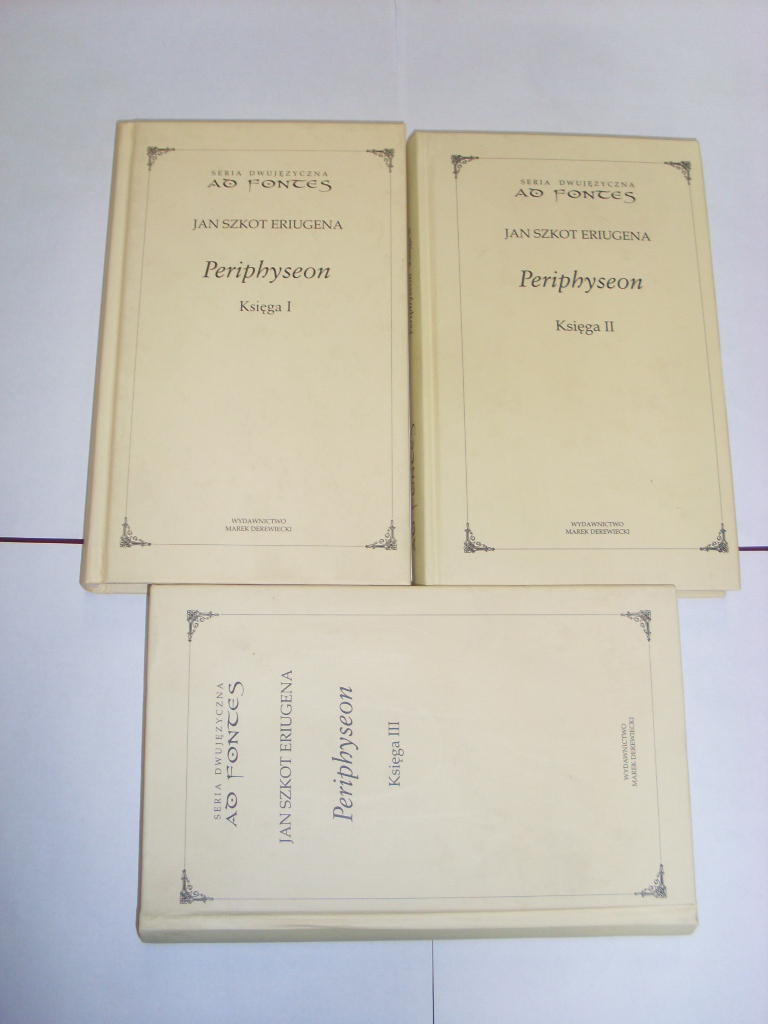 SERIA DWUJĘZYCZNA
AD FONTES
JAN SZKOT ERIUGENA
Periphyseon
Księga I
WYDAWNICTWO
MAREK DEREWIECKI
SERIA DWUJĘZYCZNA
AD FONTES
JAN SZKOT ERIUGENA
Periphyseon
Księga II
WYDAWNICTWO
MAREK DEREWIECKI
AD FONTES
SERIA DWUJĘZYCZNA
AD FONTES
JAN SZKOT ERIUGENA
Periphyseon
Księga III
WYDAWNICTWO
MAREK DEREWIECKI